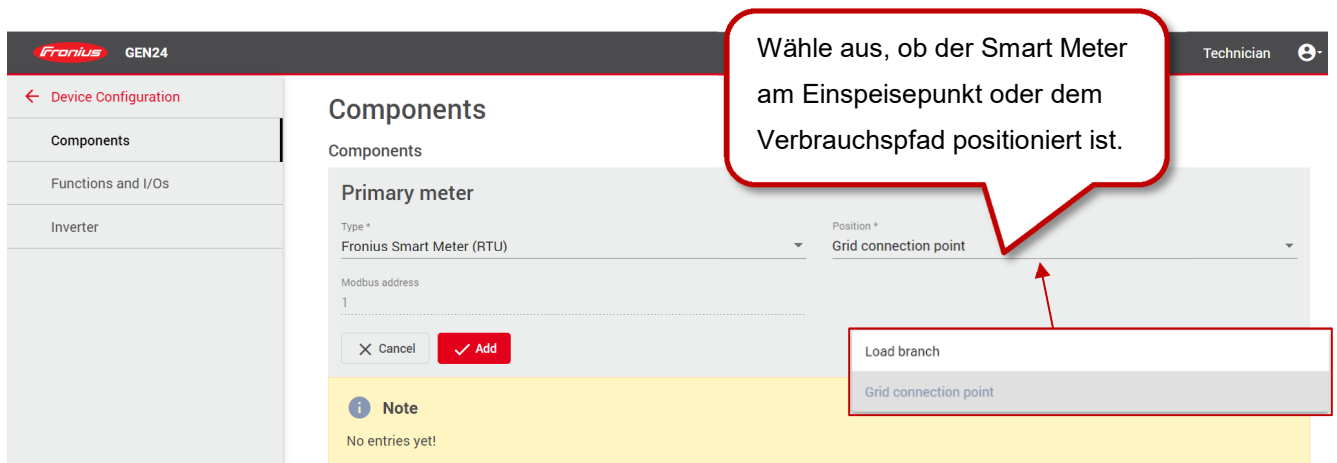 Fronius
GEN24
Technician
Wähle aus, ob der Smart Meter
am Einspeisepunkt oder dem
Verbrauchspfad positioniert ist.
Device Configuration
Components
Functions and I/Os
Inverter
Components
Components
Primary meter
Type *
Fronius Smart Meter (RTU)
Position *
Grid connection point
Modbus address
1
Cancel
Add
Load branch
Grid connection point
Note
No entries yet!